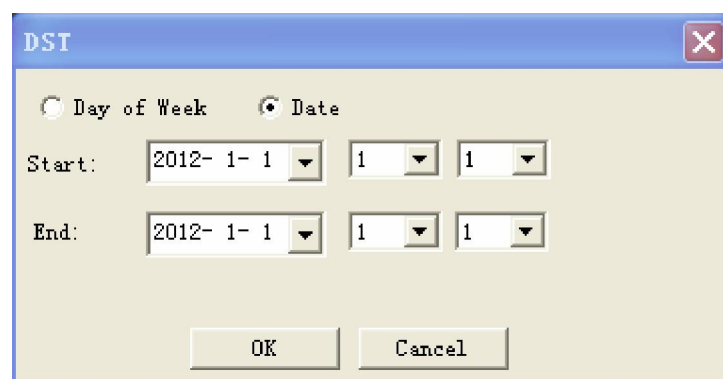 DST
Day of Week Date
Start: 2012- 1- 1 1 1
End: 2012- 1- 1 1 1
OK Cancel